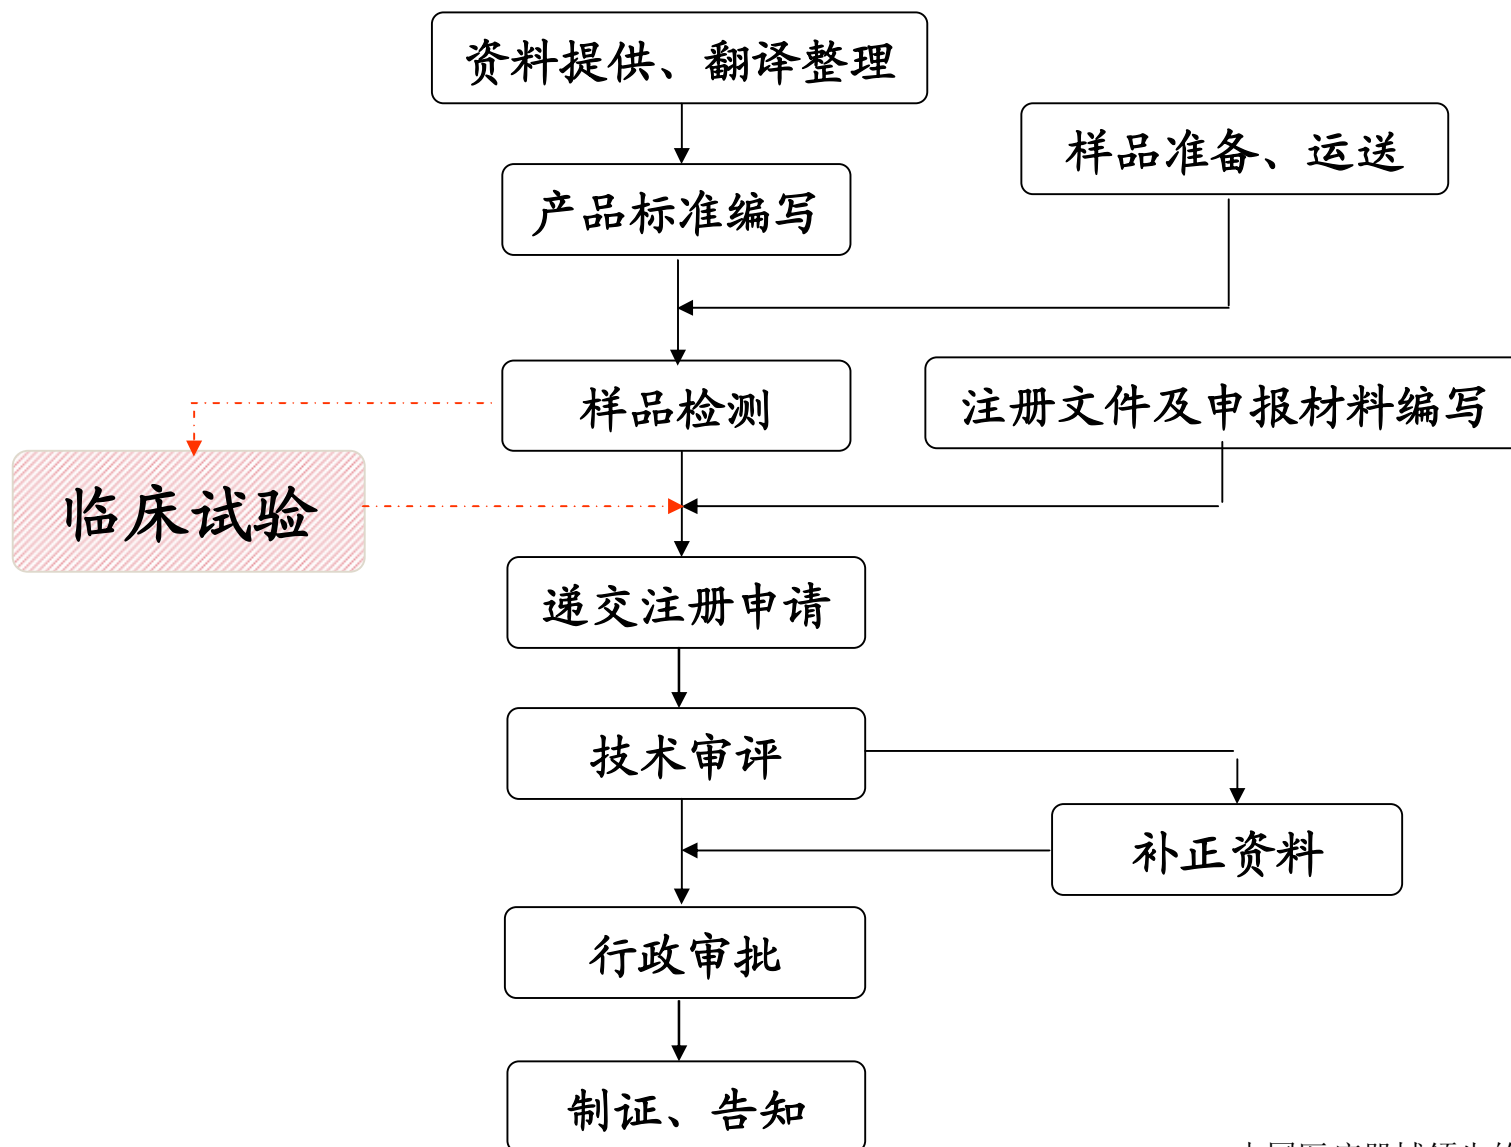 资料提供、翻译整理
样品准备、运送
产品标准编写
样品检测
注册文件及申报材料编写
临床试验
递交注册申请
技术审评
补正资料
行政审批
制证、告知